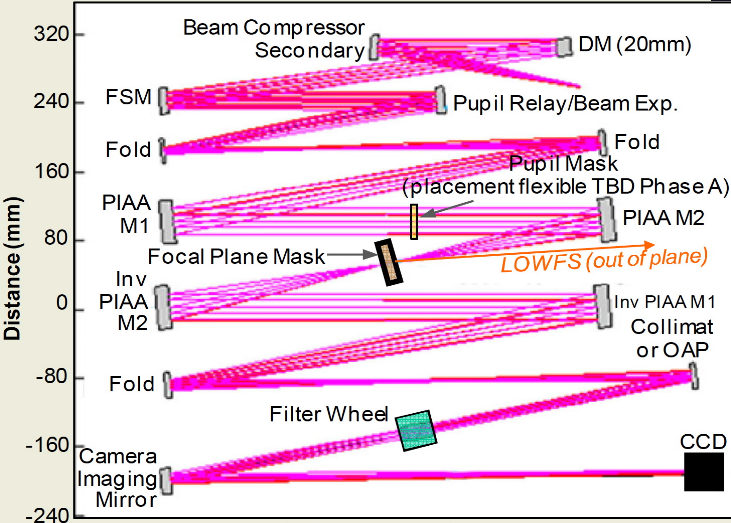 320
Beam Compressor
Secondary
DM (20mm)
240
FSM
Pupil Relay/Beam Exp.
Fold
Fold
160
Pupil Mask
(placement flexible TBD Phase A)
PIAA
M1
PIAA M2
80
Focal Plane Mask
LOWFS (out of plane)
Inv
PIAA
M2
0
Inv PIAA M1
Collimat
or OAP
-80
Fold
Filter Wheel
-160
Camera
Imaging
Mirror
CCD
-240
Distance (mm)